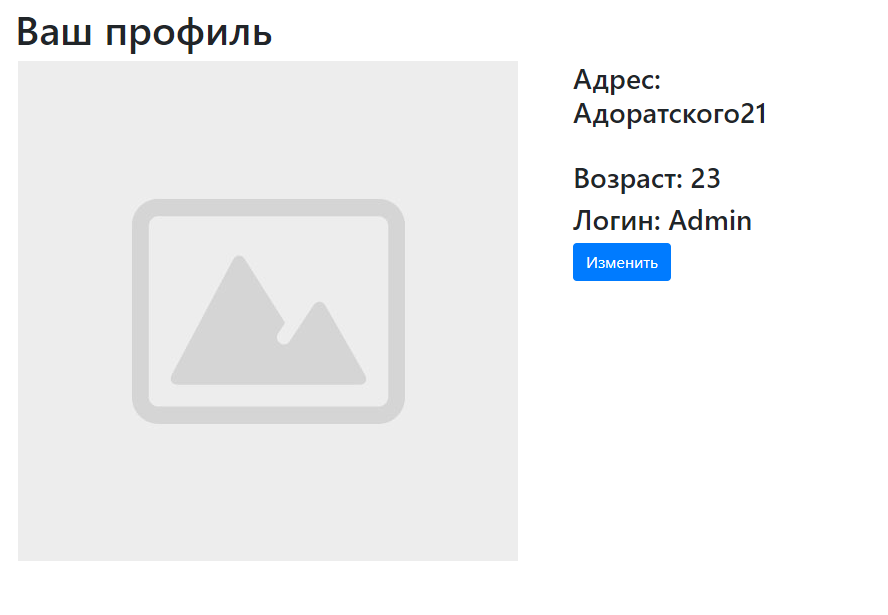 Ваш профиль
Адрес:
Адоратского21
Возраст: 23
Логин: Admin
Изменить